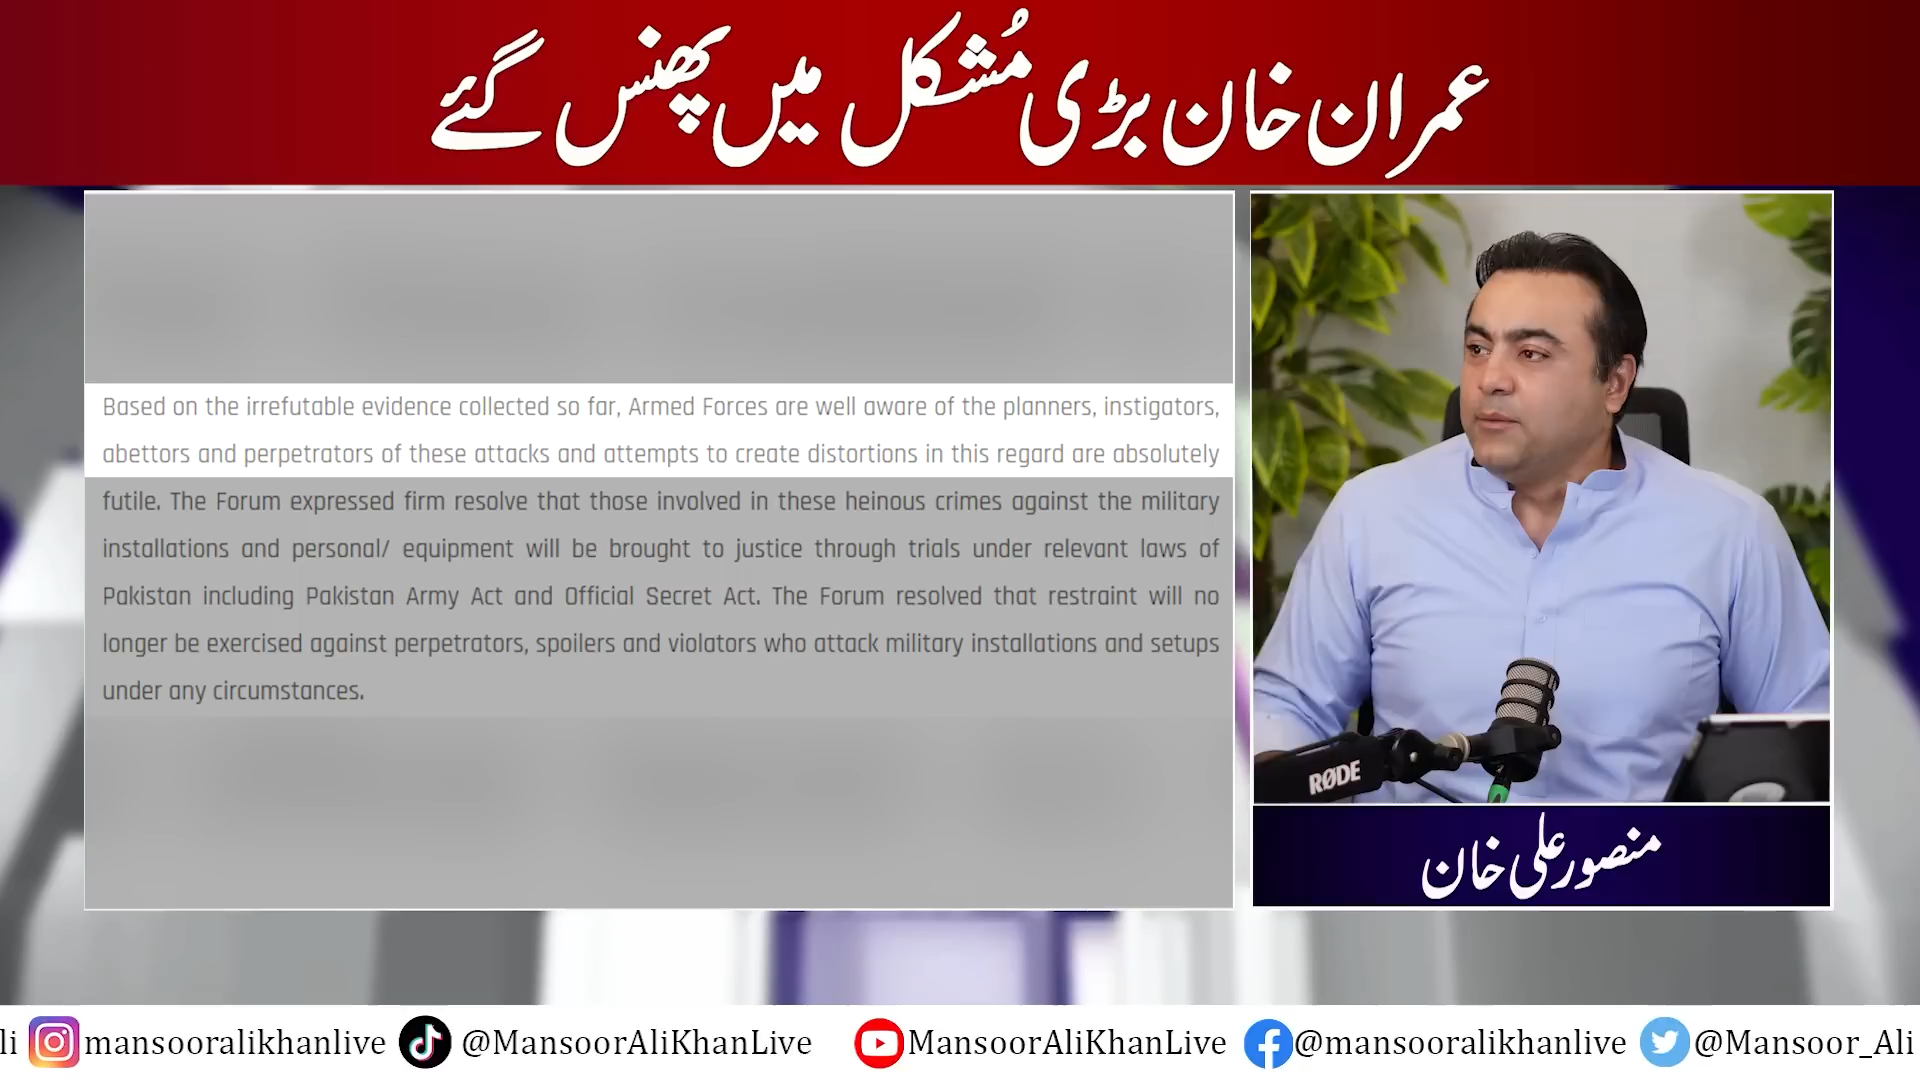 عمران خان بڑی مُشکل میں پھنس گئے
Based on the irrefutable evidence collected so far, Armed Forces are well aware of the planners, instigators,
abettors and perpetrators of these attacks and attempts to create distortions in this regard are absolutely
futile. The Forum expressed firm resolve that those involved in these heinous crimes against the military
installations and personal/ equipment will be brought to justice through trials under relevant laws of
Pakistan including Pakistan Army Act and Official Secret Act. The Forum resolved that restraint will no
longer be exercised against perpetrators, spoilers and violators who attack military installations and setups
under any circumstances.
RØDE
منصور علی خان
li mansooralikhanlive @MansoorAliKhanLive MansoorAliKhanLive @mansooralikhanlive @Mansoor_Ali